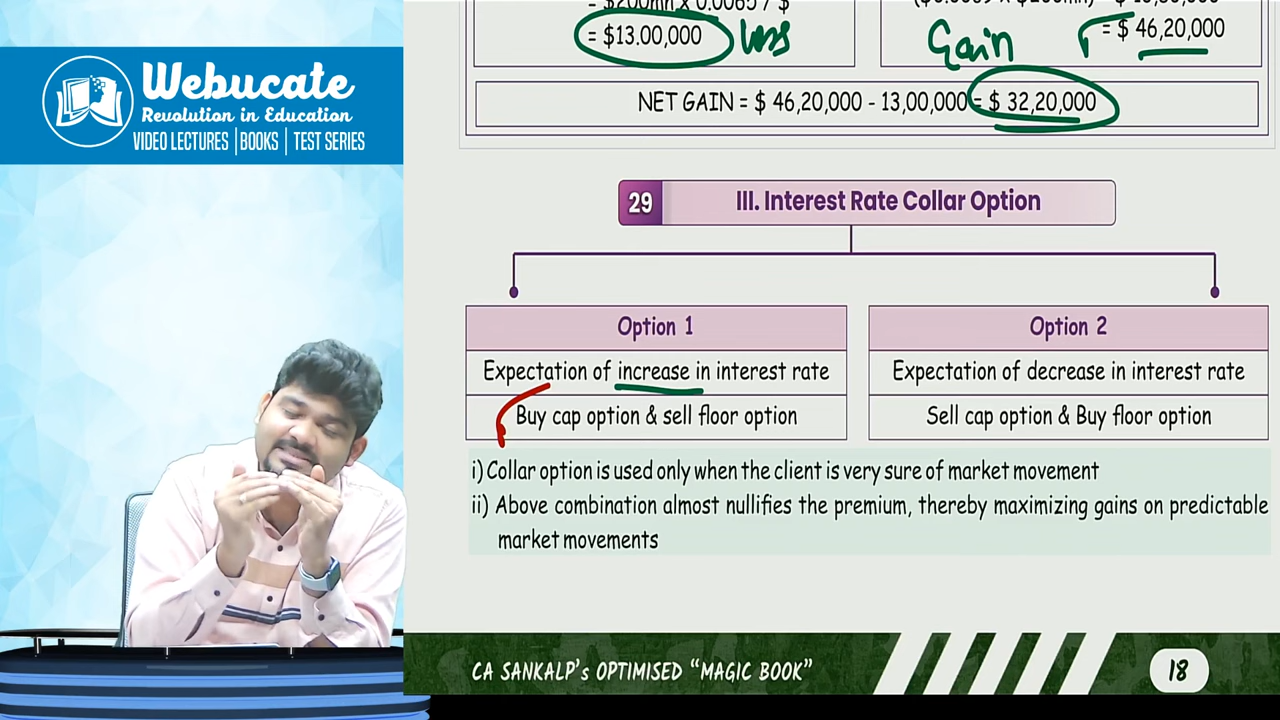 Webucate
Revolution in Education
VIDEO LECTURES | BOOKS | TEST SERIES
= $13.00,000 loss
Gain = $ 46,20,000
NET GAIN = $ 46,20,000 - 13,00,000 = $ 32,20,000
29 III. Interest Rate Collar Option
Option 1
Expectation of increase in interest rate
Buy cap option & sell floor option
Option 2
Expectation of decrease in interest rate
Sell cap option & Buy floor option
i) Collar option is used only when the client is very sure of market movement
ii) Above combination almost nullifies the premium, thereby maximizing gains on predictable
market movements
CA SANKALP's OPTIMISED "MAGIC BOOK"
18